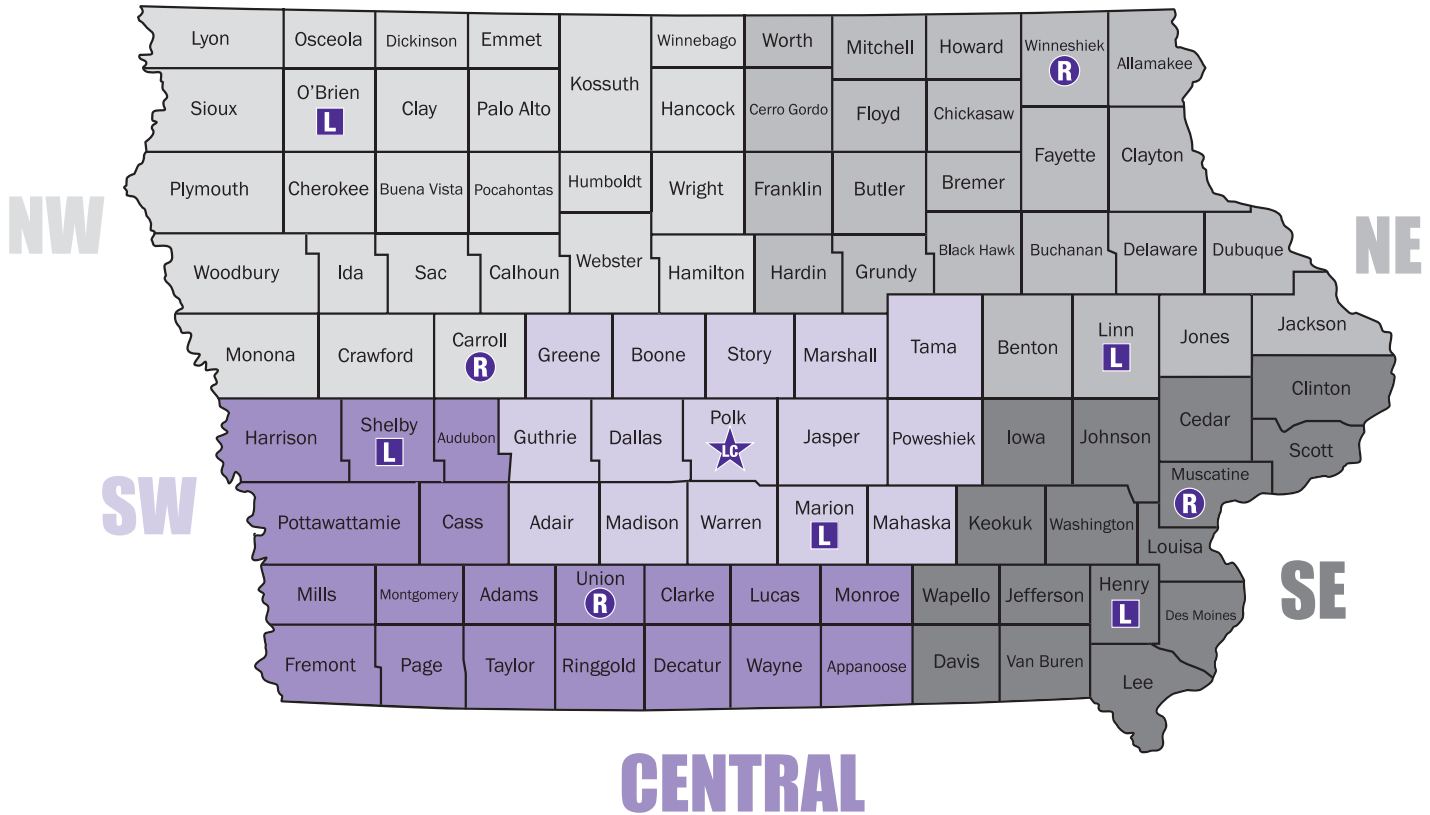 Lyon
Osceola
Dickinson
Emmet
Kossuth
Winnebago
Worth
Mitchell
Howard
Winneshiek
R
Allamakee
Sioux
O'Brien
L
Clay
Palo Alto
Hancock
Cerro Gordo
Floyd
Chickasaw
Fayette
Clayton
Plymouth
Cherokee
Buena Vista
Pocahontas
Humboldt
Wright
Franklin
Butler
Bremer
NW
NE
Woodbury
Ida
Sac
Calhoun
Webster
Hamilton
Hardin
Grundy
Black Hawk
Buchanan
Delaware
Dubuque
Monona
Crawford
Carroll
R
Greene
Boone
Story
Marshall
Tama
Benton
Linn
L
Jones
Jackson
Clinton
Harrison
Shelby
L
Audubon
Guthrie
Dallas
Polk
LC
Jasper
Poweshiek
Iowa
Johnson
Cedar
Scott
Muscatine
R
SW
Pottawattamie
Cass
Adair
Madison
Warren
Marion
L
Mahaska
Keokuk
Washington
Louisa
SE
Mills
Montgomery
Adams
Union
R
Clarke
Lucas
Monroe
Wapello
Jefferson
Henry
L
Des Moines
Fremont
Page
Taylor
Ringgold
Decatur
Wayne
Appanoose
Davis
Van Buren
Lee
CENTRAL